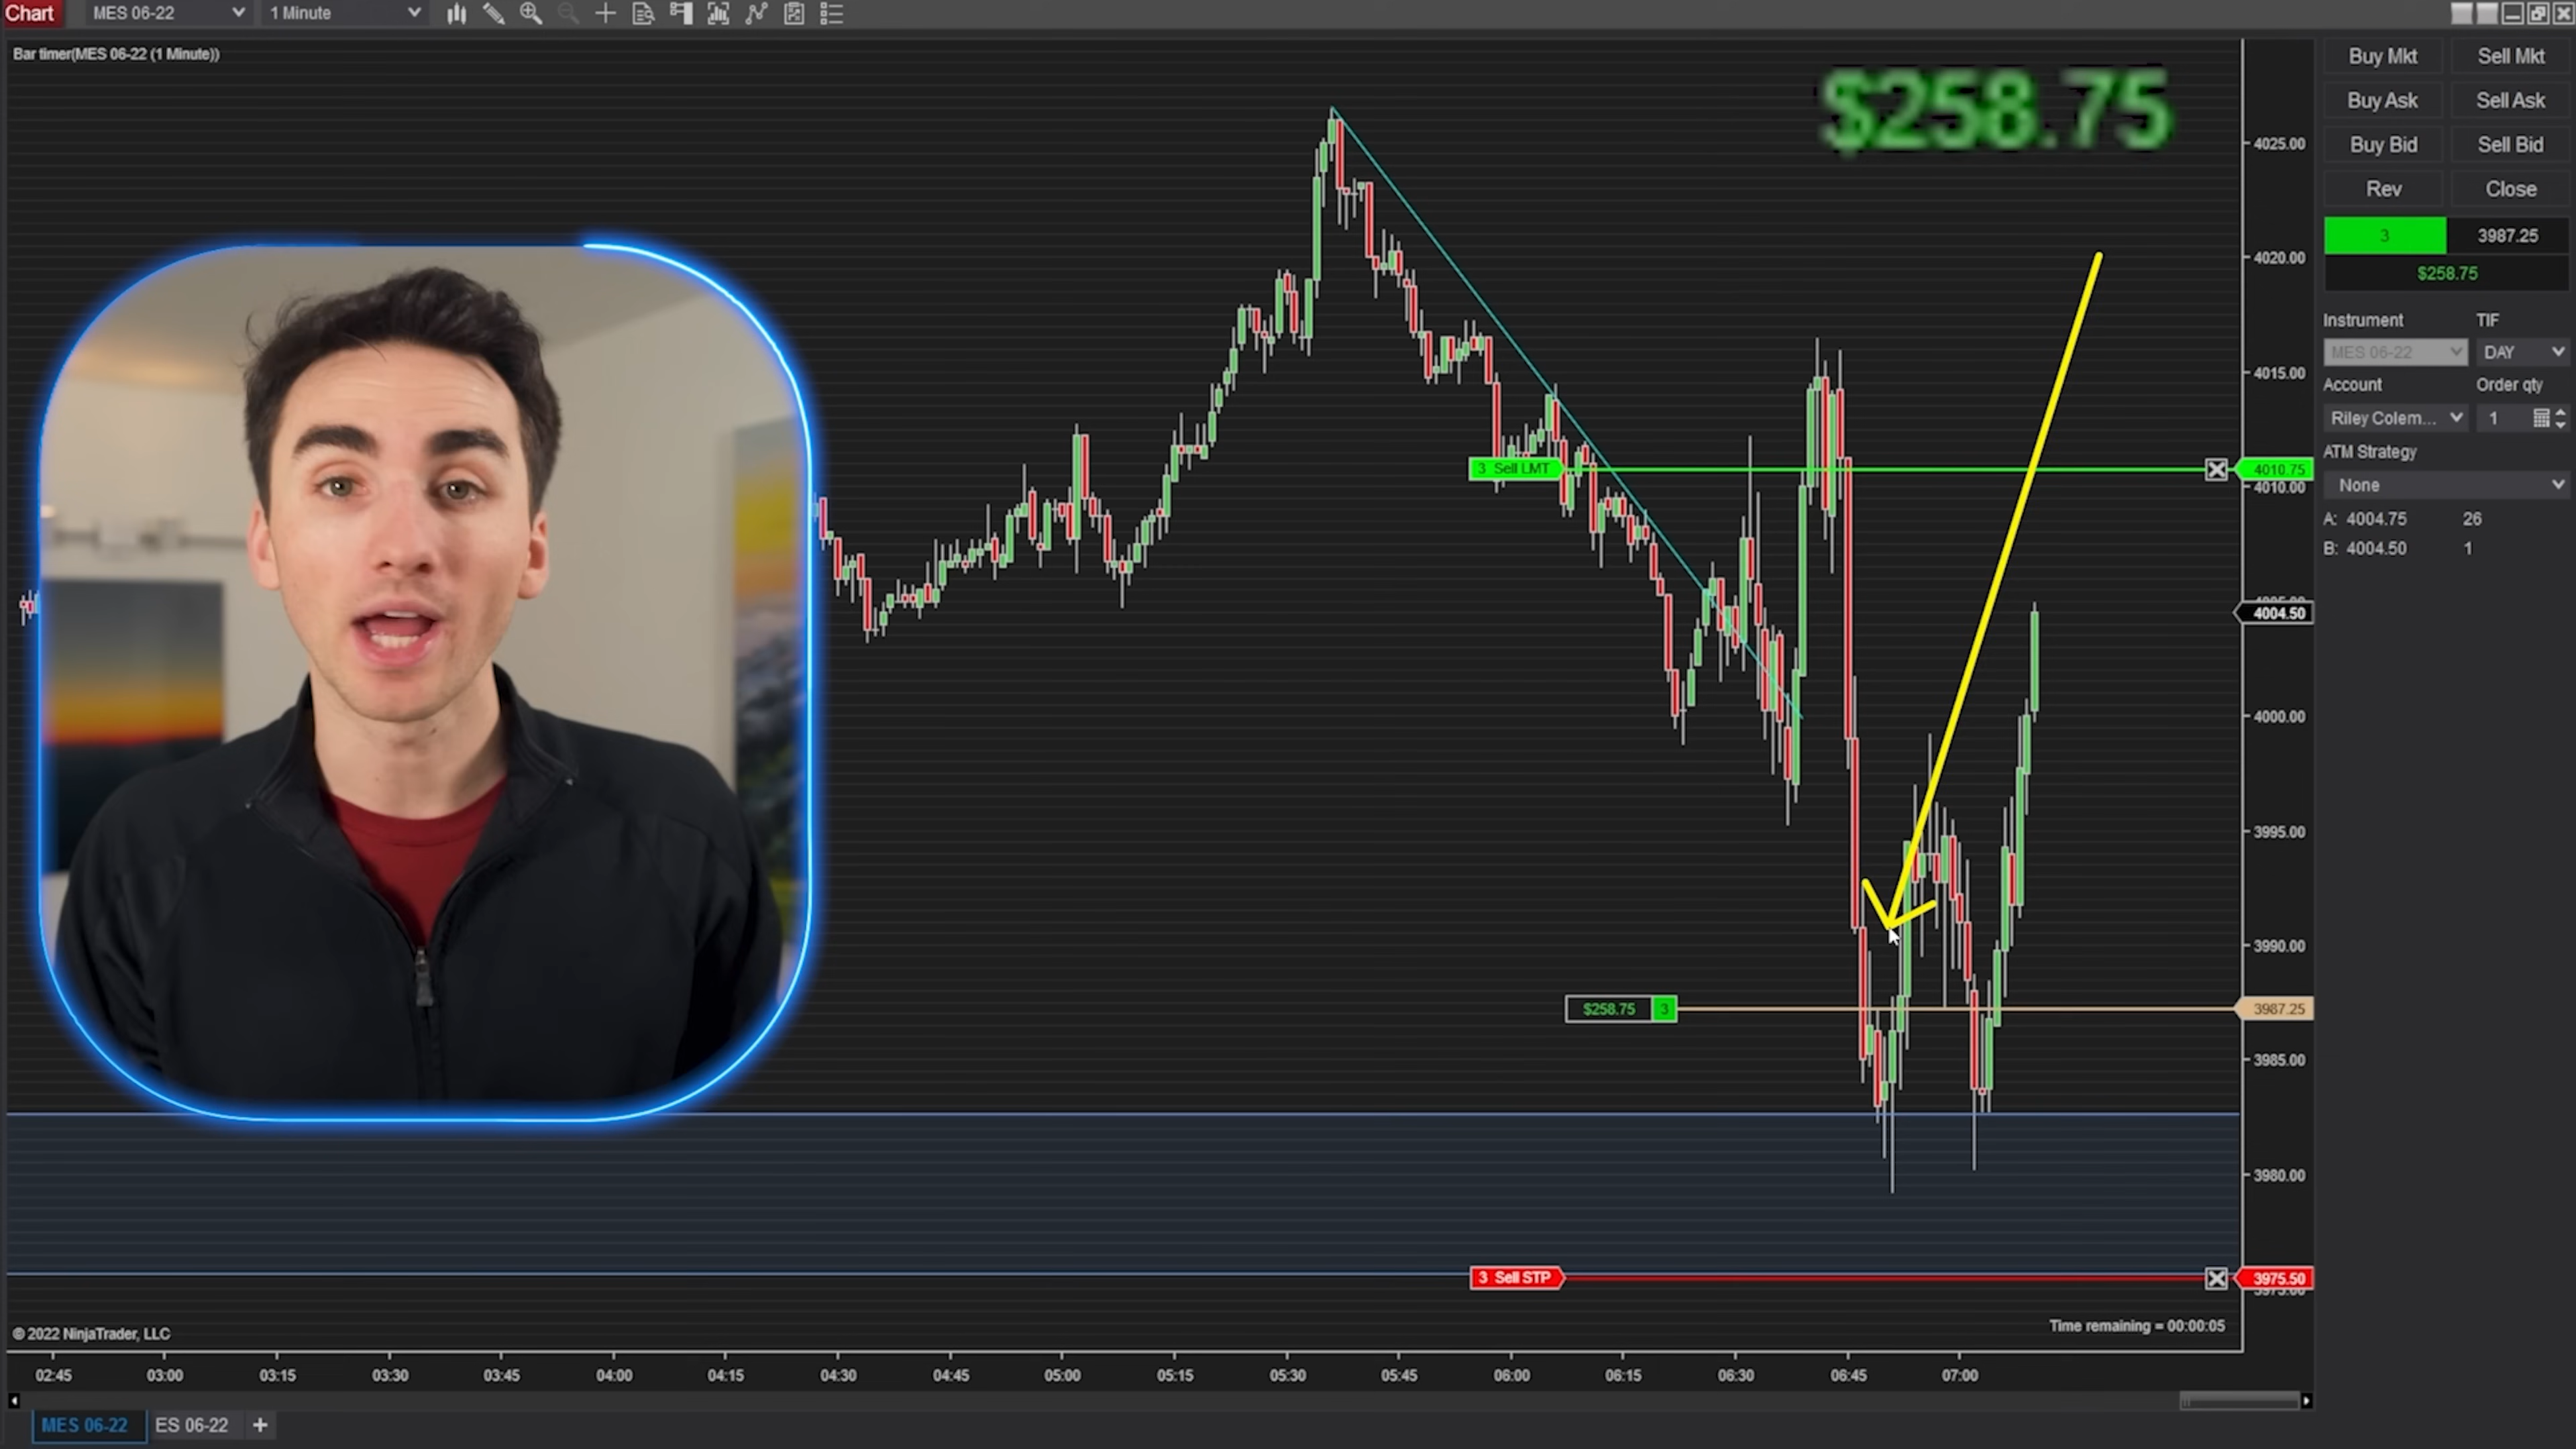 Chart MES 06-22 1 Minute
Bar timer(MES 06-22 (1 Minute))
$258.75
4025.00
4020.00
4015.00
3 Sell LMT 4010.75
4010.00
4004.50
4000.00
3995.00
3990.00
$258.75 3 3987.25
3985.00
3980.00
3 Sell STP 3975.50
© 2022 NinjaTrader, LLC
Time remaining = 00:00:05
02:45 03:00 03:15 03:30 03:45 04:00 04:15 04:30 04:45 05:00 05:15 05:30 05:45 06:00 06:15 06:30 06:45 07:00
MES 06-22 ES 06-22 +
Buy Mkt Sell Mkt
Buy Ask Sell Ask
Buy Bid Sell Bid
Rev Close
3 3987.25
$258.75
Instrument TIF
MES 06-22 DAY
Account Order qty
Riley Colem... 1
ATM Strategy
None
A: 4004.75 26
B: 4004.50 1